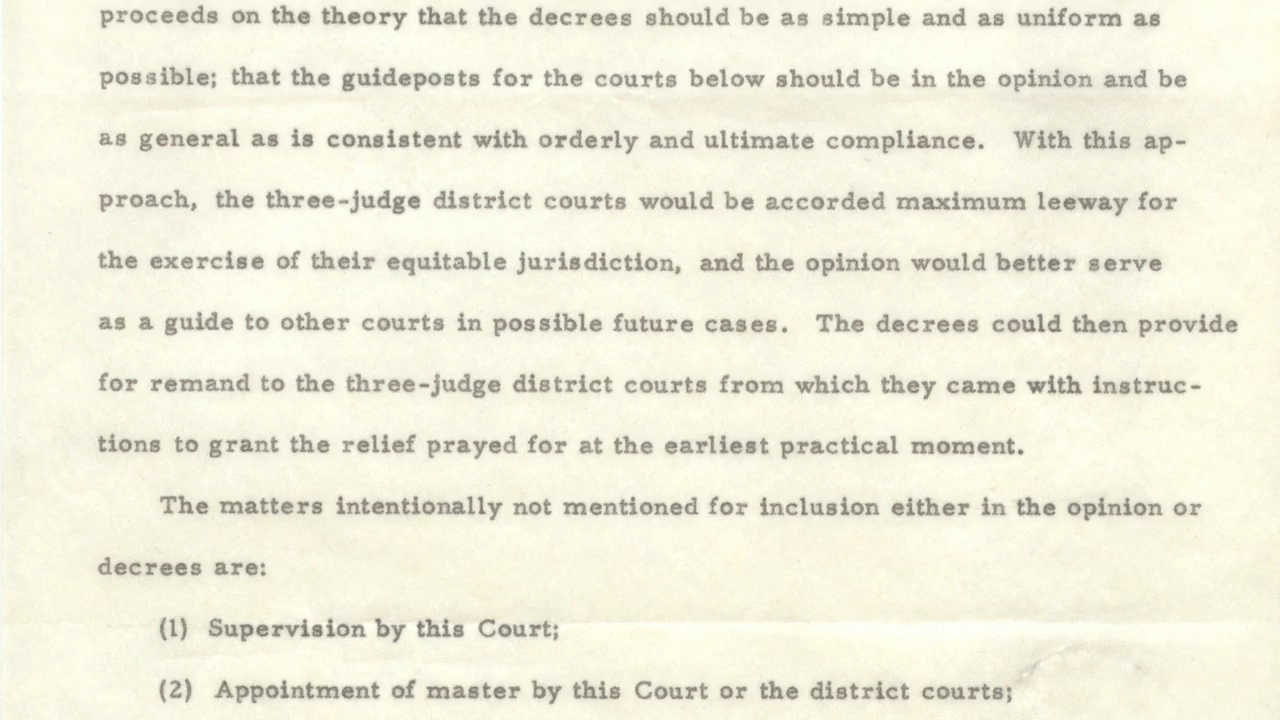 proceeds on the theory that the decrees should be as simple and as uniform as
possible; that the guideposts for the courts below should be in the opinion and be
as general as is consistent with orderly and ultimate compliance. With this ap-
proach, the three-judge district courts would be accorded maximum leeway for
the exercise of their equitable jurisdiction, and the opinion would better serve
as a guide to other courts in possible future cases. The decrees could then provide
for remand to the three-judge district courts from which they came with instruc-
tions to grant the relief prayed for at the earliest practical moment.
The matters intentionally not mentioned for inclusion either in the opinion or
decrees are:
(1) Supervision by this Court;
(2) Appointment of master by this Court or the district courts;